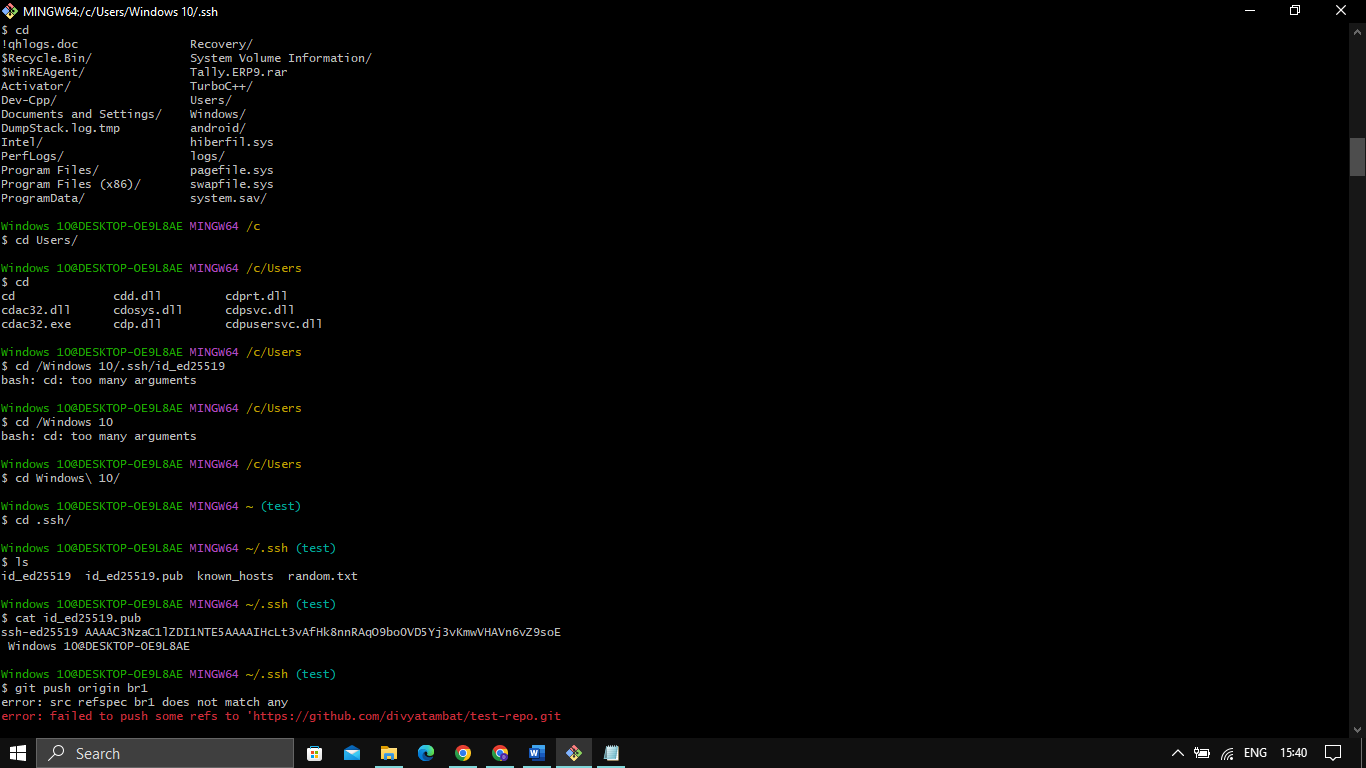 MINGW64:/c/Users/Windows 10/.ssh
$ cd
!qhlogs.doc Recovery/
$Recycle.Bin/ System Volume Information/
$WinREAgent/ Tally.ERP9.rar
Activator/ TurboC++/
Dev-Cpp/ Users/
Documents and Settings/ Windows/
DumpStack.log.tmp android/
Intel/ hiberfil.sys
PerfLogs/ logs/
Program Files/ pagefile.sys
Program Files (x86)/ swapfile.sys
ProgramData/ system.sav/
Windows 10@DESKTOP-OE9L8AE MINGW64 /c
$ cd Users/
Windows 10@DESKTOP-OE9L8AE MINGW64 /c/Users
$ cd
cd cdd.dll cdprt.dll
cdac32.dll cdosys.dll cdpsvc.dll
cdac32.exe cdp.dll cdpusersvc.dll
Windows 10@DESKTOP-OE9L8AE MINGW64 /c/Users
$ cd /Windows 10/.ssh/id_ed25519
bash: cd: too many arguments
Windows 10@DESKTOP-OE9L8AE MINGW64 /c/Users
$ cd /Windows 10
bash: cd: too many arguments
Windows 10@DESKTOP-OE9L8AE MINGW64 /c/Users
$ cd Windows\ 10/
Windows 10@DESKTOP-OE9L8AE MINGW64 ~ (test)
$ cd .ssh/
Windows 10@DESKTOP-OE9L8AE MINGW64 ~/.ssh (test)
$ ls
id_ed25519 id_ed25519.pub known_hosts random.txt
Windows 10@DESKTOP-OE9L8AE MINGW64 ~/.ssh (test)
$ cat id_ed25519.pub
ssh-ed25519 AAAAC3NzaC1lZDI1NTE5AAAAIHcLt3vAfHk8nnRAqO9boOVD5Yj3vKmwVHAVn6vZ9soE
Windows 10@DESKTOP-OE9L8AE
Windows 10@DESKTOP-OE9L8AE MINGW64 ~/.ssh (test)
$ git push origin br1
error: src refspec br1 does not match any
error: failed to push some refs to 'https://github.com/divyatambat/test-repo.git
Search
ENG 15:40